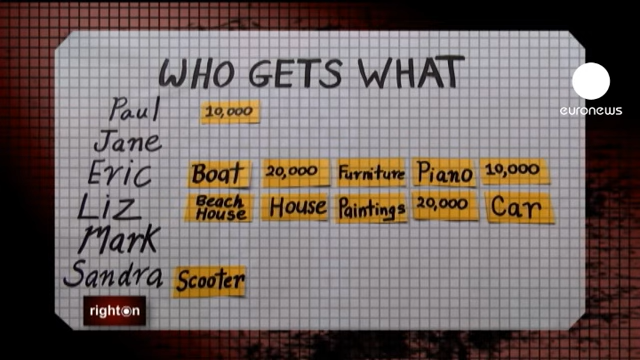 WHO GETS WHAT
euronews
Paul 10,000
Jane
Eric Boat 20,000 Furniture Piano 10,000
Liz Beach House House Paintings 20,000 Car
Mark
Sandra Scooter
righton